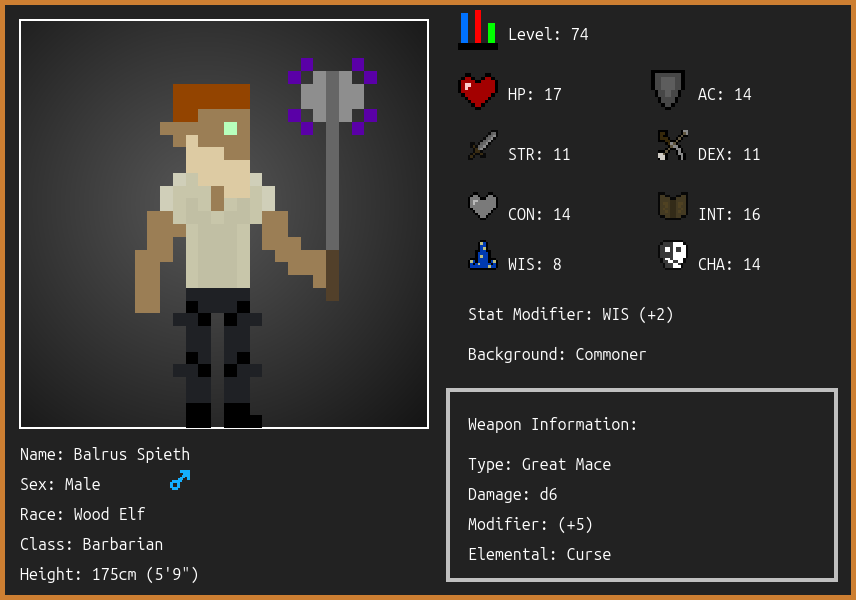 Level: 74
HP: 17
AC: 14
STR: 11
DEX: 11
CON: 14
INT: 16
WIS: 8
CHA: 14
Stat Modifier: WIS (+2)
Background: Commoner
Weapon Information:
Type: Great Mace
Damage: d6
Modifier: (+5)
Elemental: Curse
Name: Balrus Spieth
Sex: Male
Race: Wood Elf
Class: Barbarian
Height: 175cm (5'9")